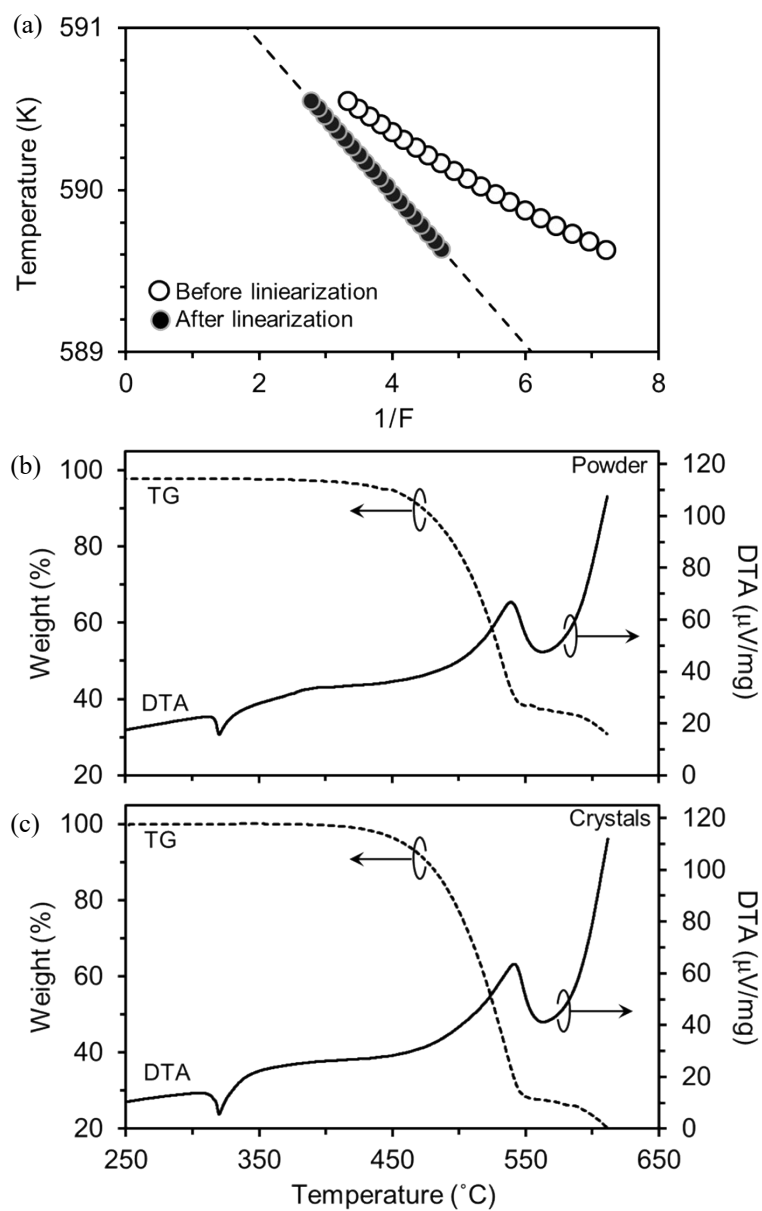 (a)
591
590
589
Temperature (K)
Before liniearization
After linearization
0 2 4 6 8
1/F
(b)
Powder
TG
DTA
100
80
60
40
20
Weight (%)
120
100
80
60
40
20
0
DTA (μV/mg)
(c)
Crystals
TG
DTA
100
80
60
40
20
Weight (%)
120
100
80
60
40
20
0
DTA (μV/mg)
250 350 450 550 650
Temperature (˚C)